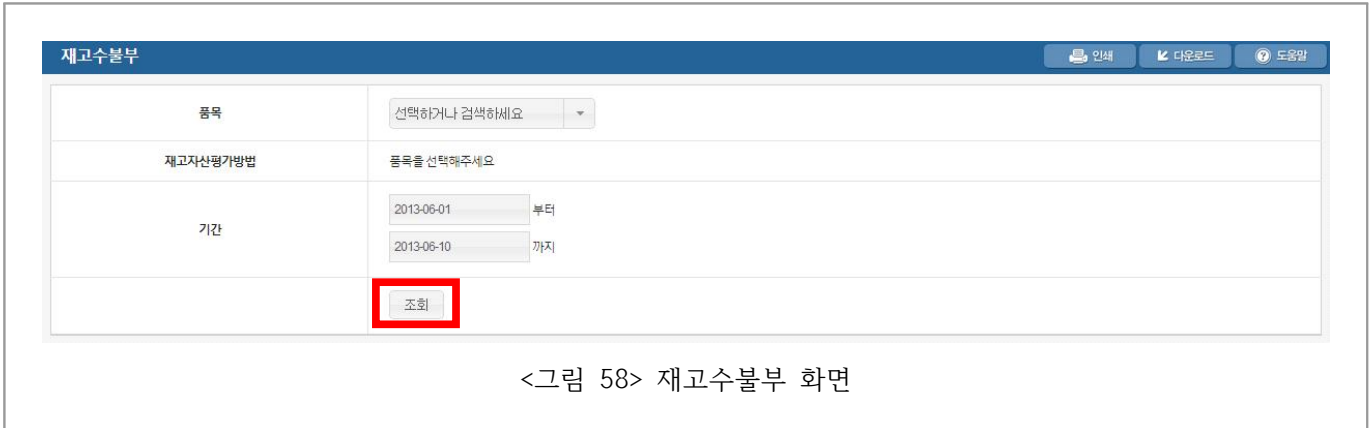 재고수불부 인쇄 다운로드 도움말
품목 선택하거나 검색하세요
재고자산평가방법 품목을 선택해주세요
2013-06-01 부터
기간
2013-06-10 까지
조회
<그림 58> 재고수불부 화면